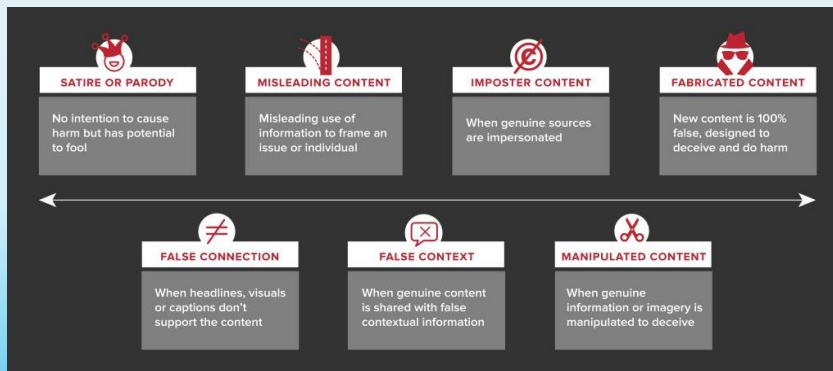 SATIRE OR PARODY
No intention to cause
harm but has potential
to fool
MISLEADING CONTENT
Misleading use of
information to frame an
issue or individual
IMPOSTER CONTENT
When genuine sources
are impersonated
FABRICATED CONTENT
New content is 100%
false, designed to
deceive and do harm
FALSE CONNECTION
When headlines, visuals
or captions don't
support the content
FALSE CONTEXT
When genuine content
is shared with false
contextual information
MANIPULATED CONTENT
When genuine
information or imagery is
manipulated to deceive